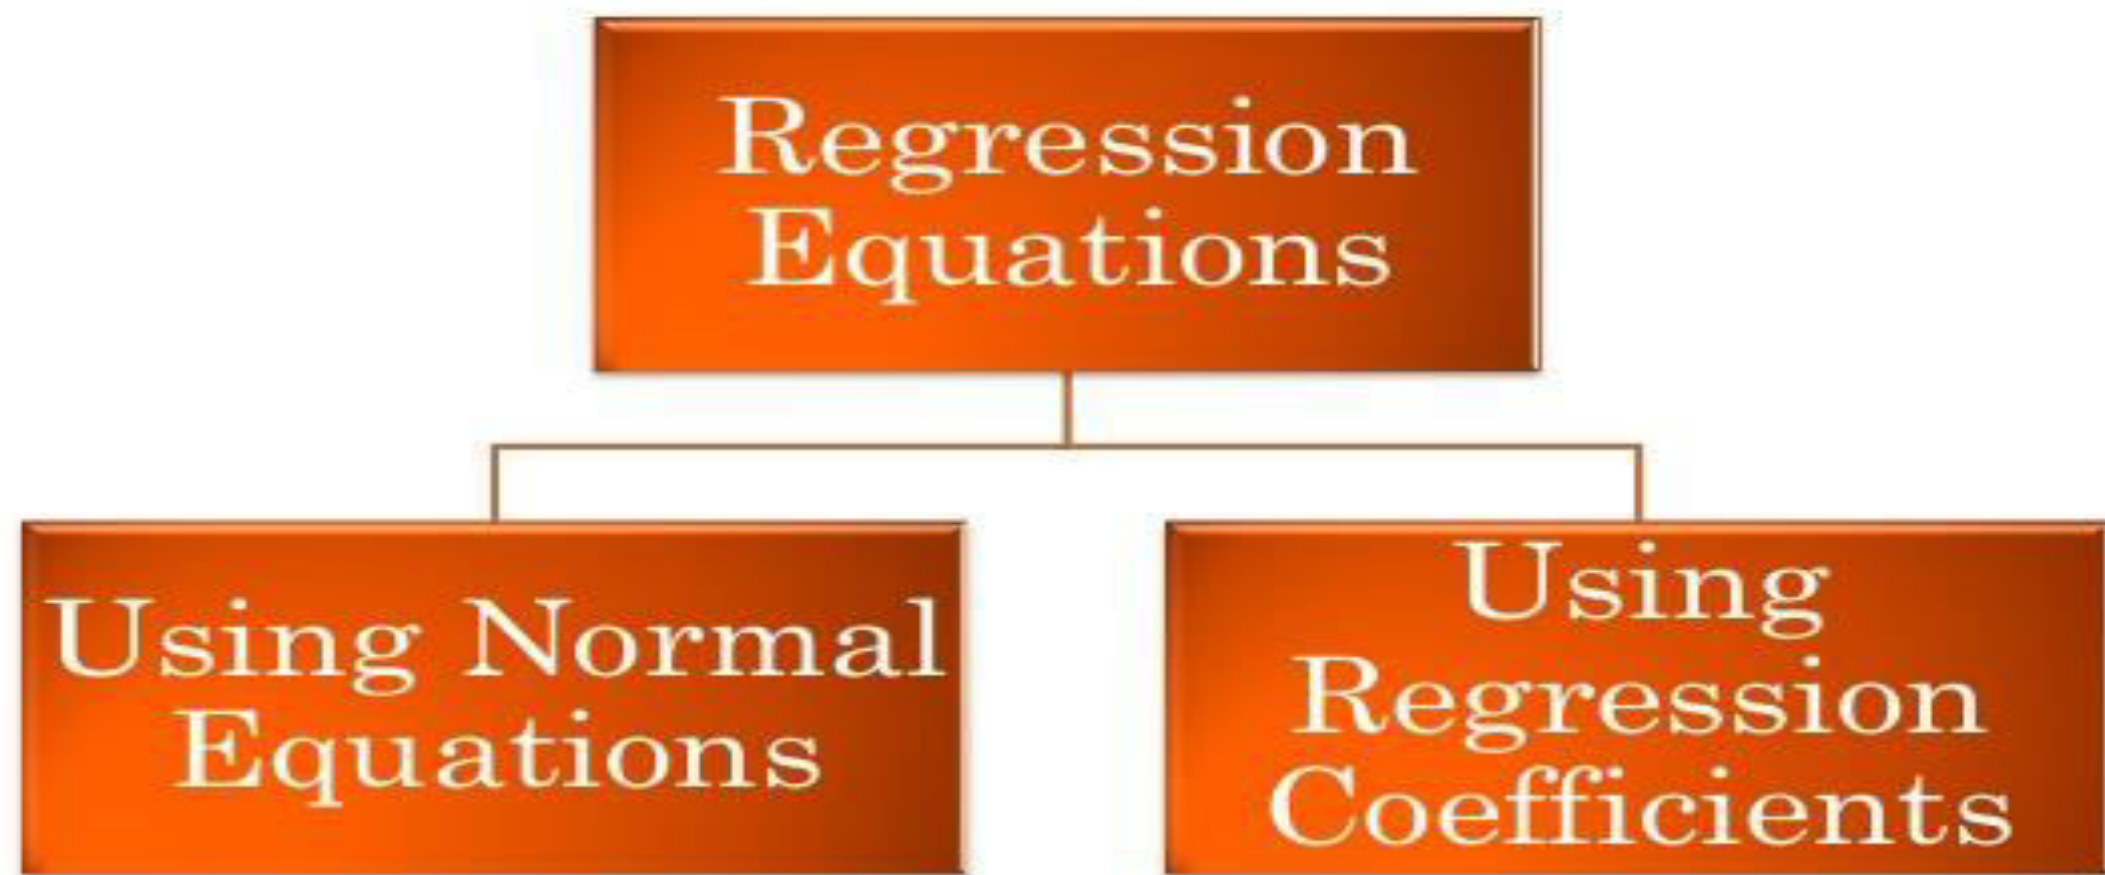 Regression
Equations
Using Normal
Equations
Using
Regression
Coefficients